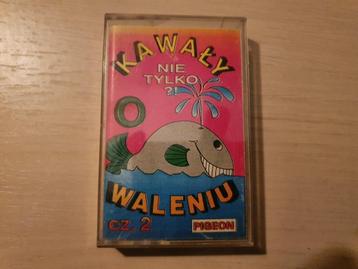 KAWAŁY
NIE
TYLKO
?!
O
WALENIU
CZ. 2
PIGEON